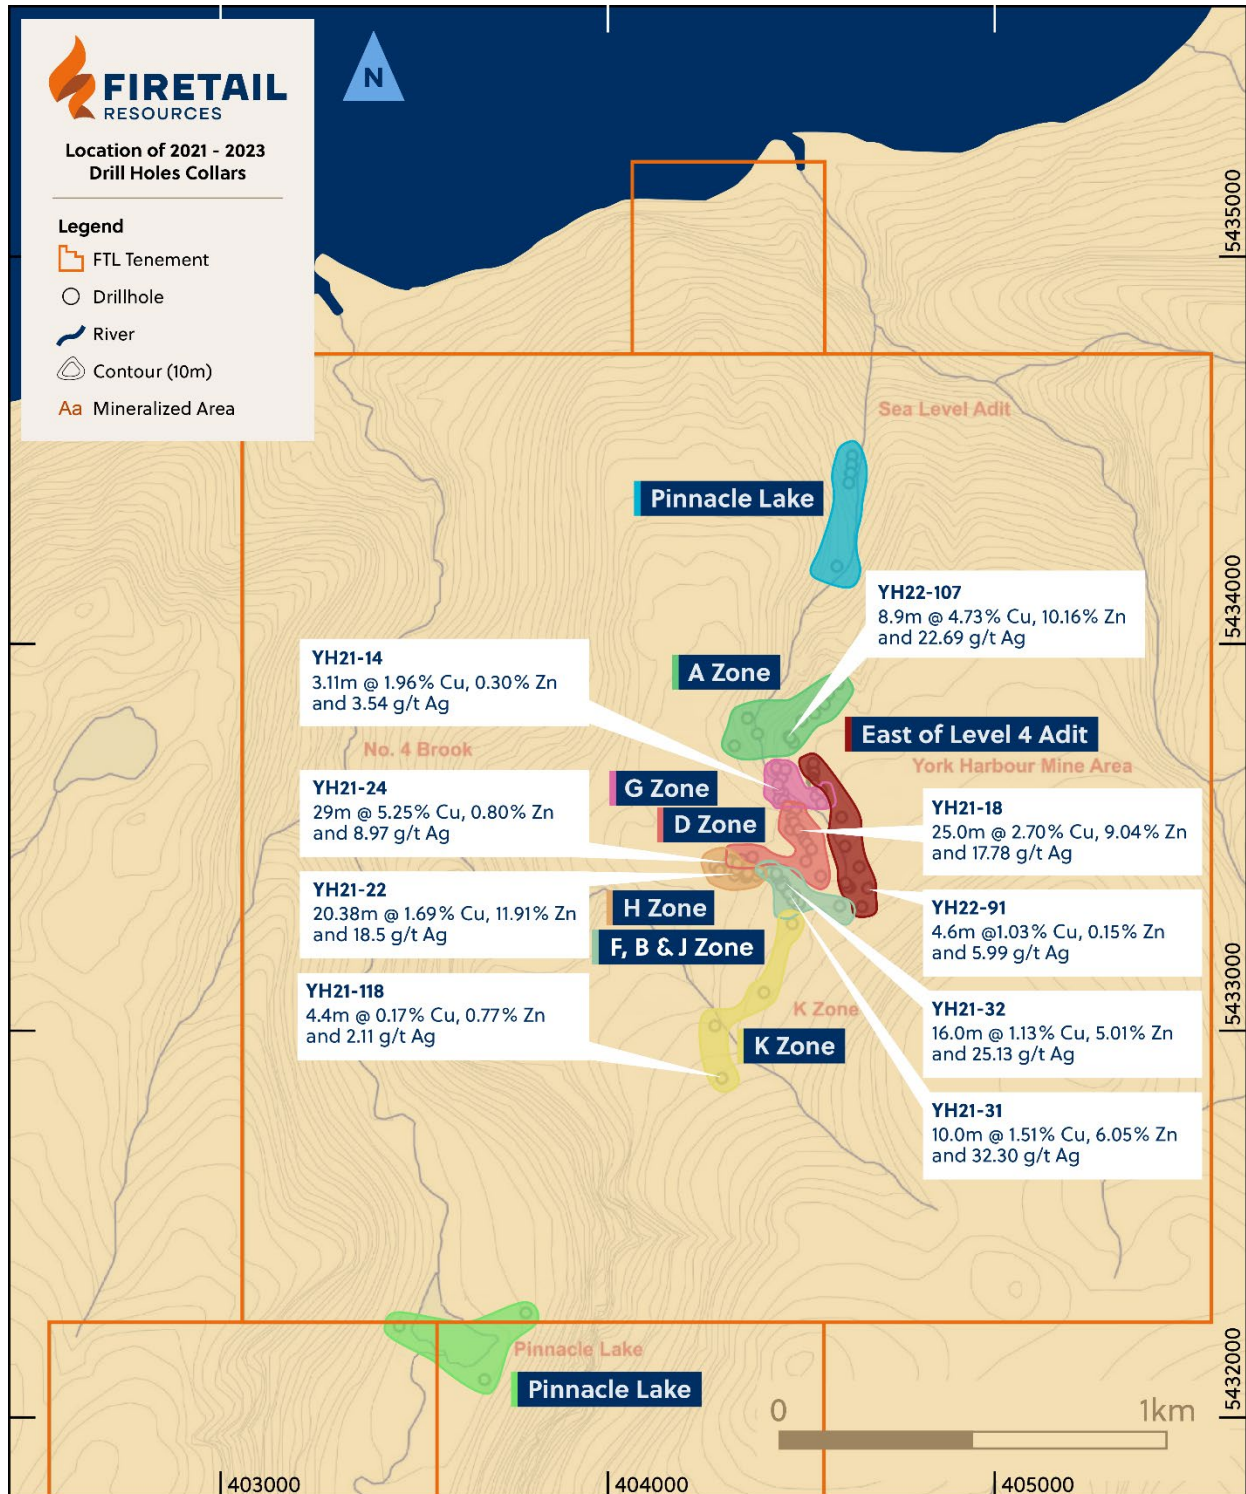 FIRETAIL
RESOURCES
Location of 2021 - 2023
Drill Holes Collars
Legend
FTL Tenement
Drillhole
River
Contour (10m)
Aa Mineralized Area
N
5435000
Sea Level Adit
Pinnacle Lake
YH22-107
8.9m @ 4.73% Cu, 10.16% Zn
and 22.69 g/t Ag
5434000
YH21-14
3.11m @ 1.96% Cu, 0.30% Zn
and 3.54 g/t Ag
A Zone
No. 4 Brook
East of Level 4 Adit
York Harbour Mine Area
YH21-24
29m @ 5.25% Cu, 0.80% Zn
and 8.97 g/t Ag
G Zone
D Zone
YH21-18
25.0m @ 2.70% Cu, 9.04% Zn
and 17.78 g/t Ag
YH21-22
20.38m @ 1.69% Cu, 11.91% Zn
and 18.5 g/t Ag
H Zone
F, B & J Zone
YH22-91
4.6m @1.03% Cu, 0.15% Zn
and 5.99 g/t Ag
YH21-118
4.4m @ 0.17% Cu, 0.77% Zn
and 2.11 g/t Ag
K Zone
K Zone
YH21-32
16.0m @ 1.13% Cu, 5.01% Zn
and 25.13 g/t Ag
5433000
YH21-31
10.0m @ 1.51% Cu, 6.05% Zn
and 32.30 g/t Ag
Pinnacle Lake
Pinnacle Lake
5432000
0
1km
403000
404000
405000